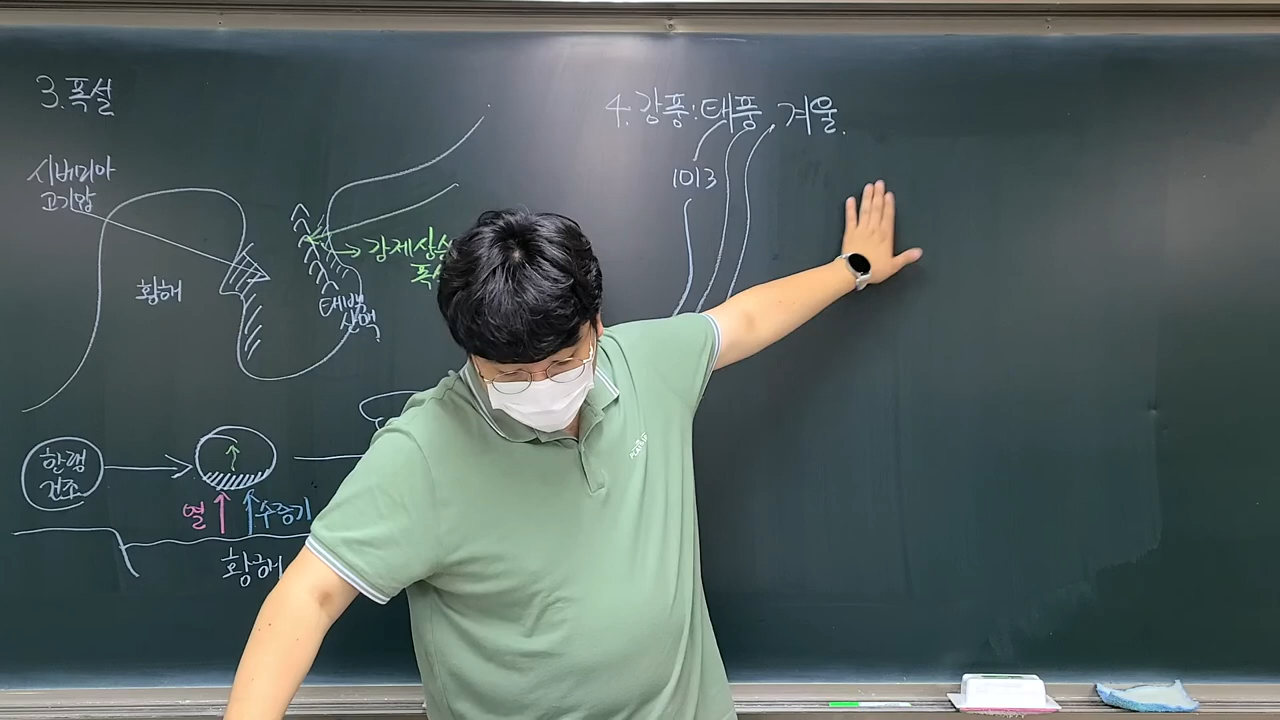 3. 폭설
시베리아
고기압
황해
강제상승
폭설
태백
산맥
한랭
건조
열
수증기
황해
4. 강풍 : 태풍, 겨울.
1013